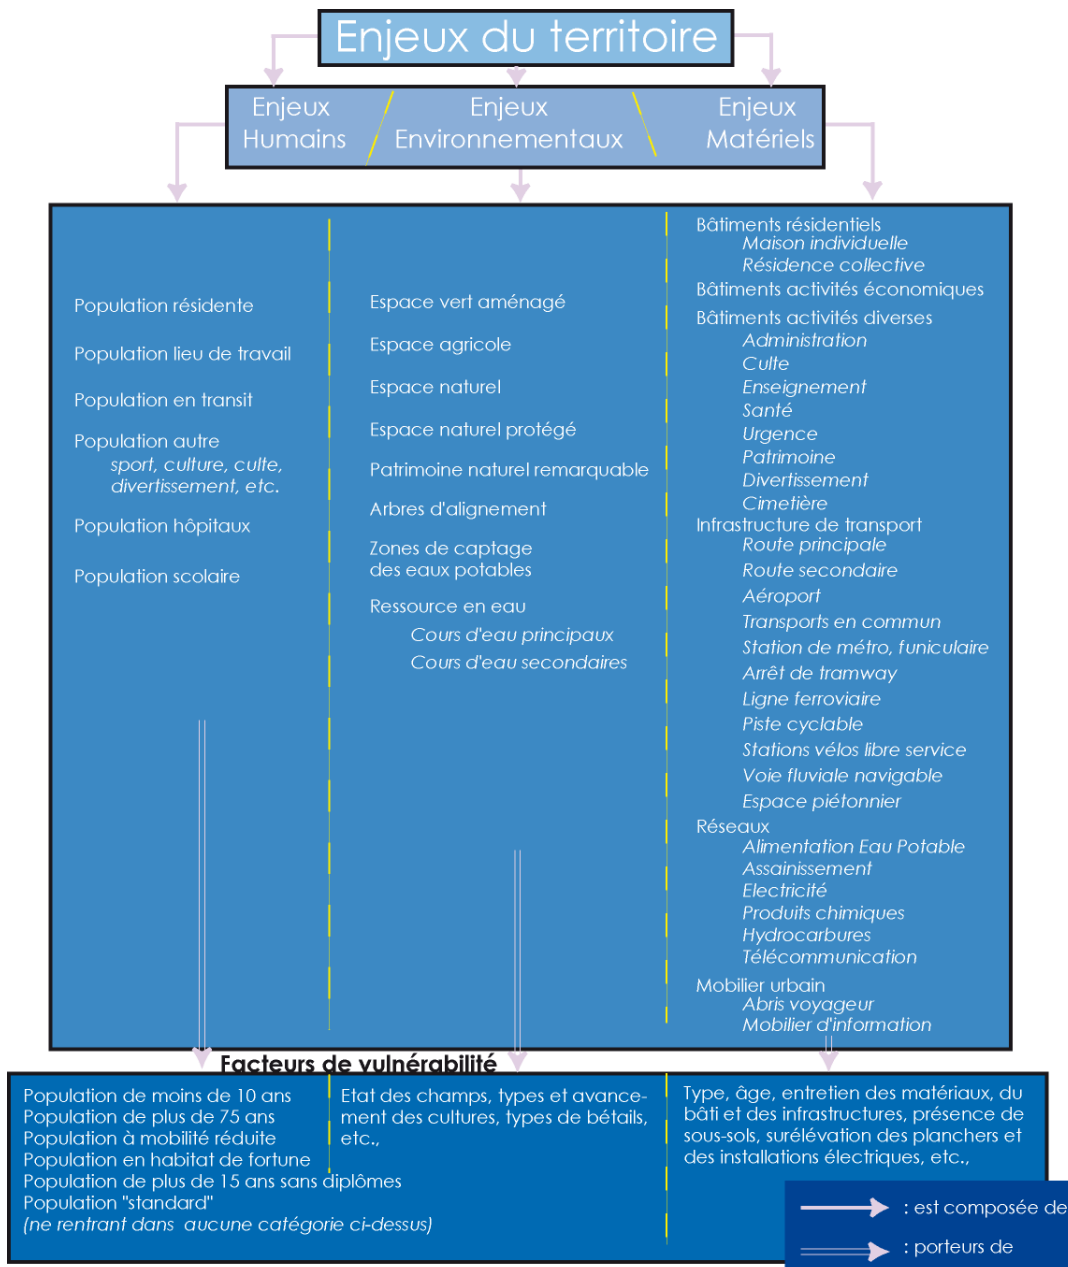 Enjeux du territoire
Enjeux
Humains
Enjeux
Environnementaux
Enjeux
Matériels
Population résidente
Population lieu de travail
Population en transit
Population autre
sport, culture, culte,
divertissement, etc.
Population hôpitaux
Population scolaire
Espace vert aménagé
Espace agricole
Espace naturel
Espace naturel protégé
Patrimoine naturel remarquable
Arbres d'alignement
Zones de captage
des eaux potables
Ressource en eau
Cours d'eau principaux
Cours d'eau secondaires
Bâtiments résidentiels
Maison individuelle
Résidence collective
Bâtiments activités économiques
Bâtiments activités diverses
Administration
Culte
Enseignement
Santé
Urgence
Patrimoine
Divertissement
Cimetière
Infrastructure de transport
Route principale
Route secondaire
Aéroport
Transports en commun
Station de métro, funiculaire
Arrêt de tramway
Ligne ferroviaire
Piste cyclable
Stations vélos libre service
Voie fluviale navigable
Espace piétonnier
Réseaux
Alimentation Eau Potable
Assainissement
Electricité
Produits chimiques
Hydrocarbures
Télécommunication
Mobilier urbain
Abris voyageur
Mobilier d'information
Facteurs de vulnérabilité
Population de moins de 10 ans
Population de plus de 75 ans
Population à mobilité réduite
Population en habitat de fortune
Population de plus de 15 ans sans diplômes
Population "standard"
(ne rentrant dans aucune catégorie ci-dessus)
Etat des champs, types et avance-
ment des cultures, types de bétails,
etc.,
Type, âge, entretien des matériaux, du
bâti et des infrastructures, présence de
sous-sols, surélévation des planchers et
des installations électriques, etc.,
: est composée de
: porteurs de